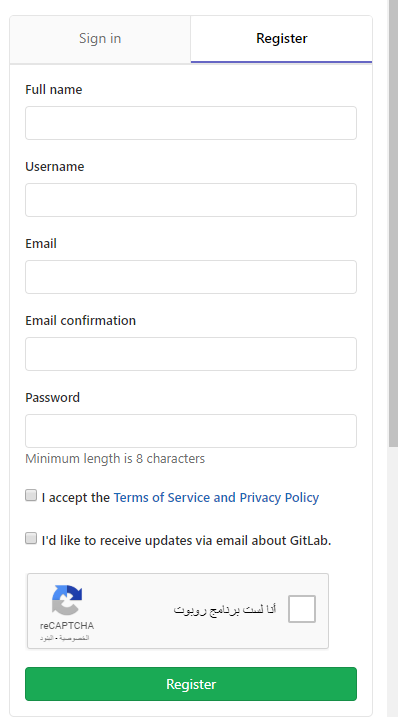 Sign in
Register
Full name
Username
Email
Email confirmation
Password
Minimum length is 8 characters
I accept the Terms of Service and Privacy Policy
I'd like to receive updates via email about GitLab.
أنا لست برنامج روبوت
reCAPTCHA
الخصوصية - البنود
Register